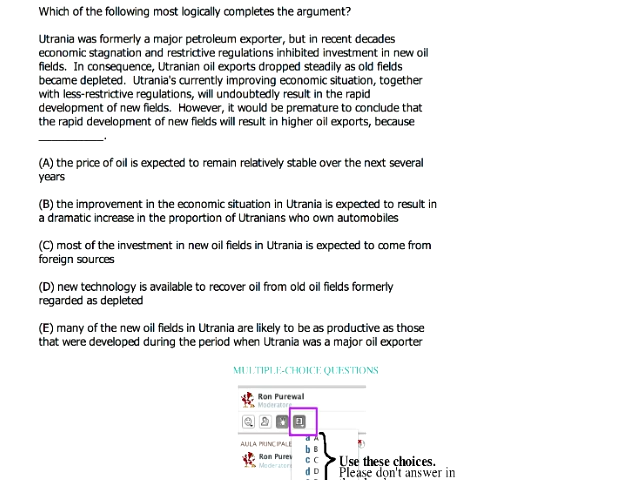 Which of the following most logically completes the argument?
Utrania was formerly a major petroleum exporter, but in recent decades
economic stagnation and restrictive regulations inhibited investment in new oil
fields. In consequence, Utranian oil exports dropped steadily as old fields
became depleted. Utrania's currently improving economic situation, together
with less-restrictive regulations, will undoubtedly result in the rapid
development of new fields. However, it would be premature to conclude that
the rapid development of new fields will result in higher oil exports, because
____________.
(A) the price of oil is expected to remain relatively stable over the next several
years
(B) the improvement in the economic situation in Utrania is expected to result in
a dramatic increase in the proportion of Utranians who own automobiles
(C) most of the investment in new oil fields in Utrania is expected to come from
foreign sources
(D) new technology is available to recover oil from old oil fields formerly
regarded as depleted
(E) many of the new oil fields in Utrania are likely to be as productive as those
that were developed during the period when Utrania was a major oil exporter
MULTIPLE-CHOICE QUESTIONS
Ron Purewal
Moderators
AULA PRINCIPALE
a A
b B
Ron Purew
c C
Use these choices.
Moderators
d D
Please don't answer in